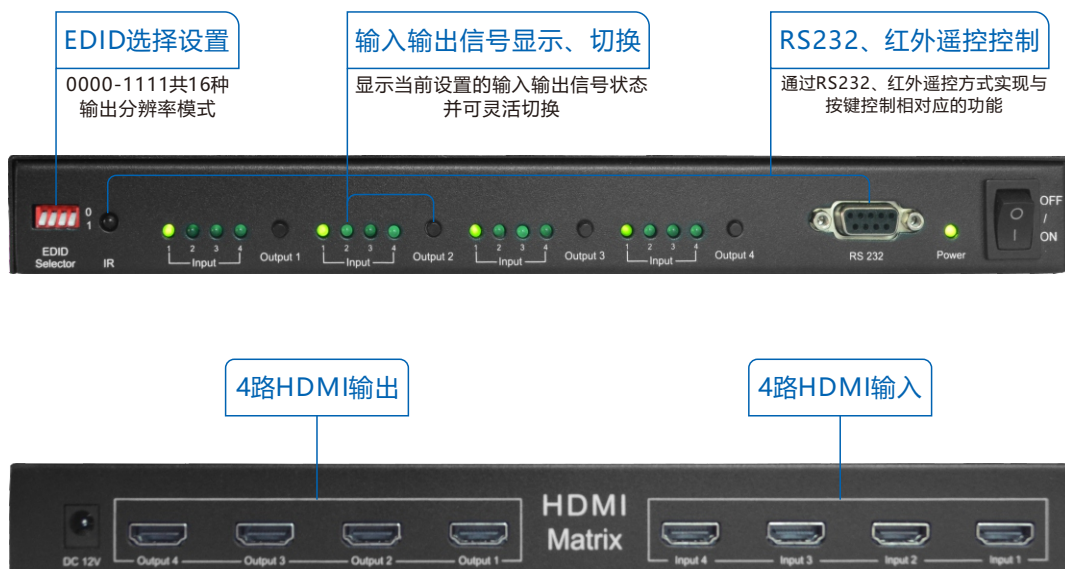 EDID选择设置
0000-1111共16种
输出分辨率模式
输入输出信号显示、切换
显示当前设置的输入输出信号状态
并可灵活切换
RS232、红外遥控控制
通过RS232、红外遥控方式实现与
按键控制相对应的功能
0
1
EDID
Selector
IR
1 2 3 4
Input
Output 1
1 2 3 4
Input
Output 2
1 2 3 4
Input
Output 3
1 2 3 4
Input
Output 4
RS 232
Power
OFF
/
ON
4路HDMI输出
4路HDMI输入
DC 12V
Output 4
Output 3
Output 2
Output 1
HDMI
Matrix
Input 4
Input 3
Input 2
Input 1